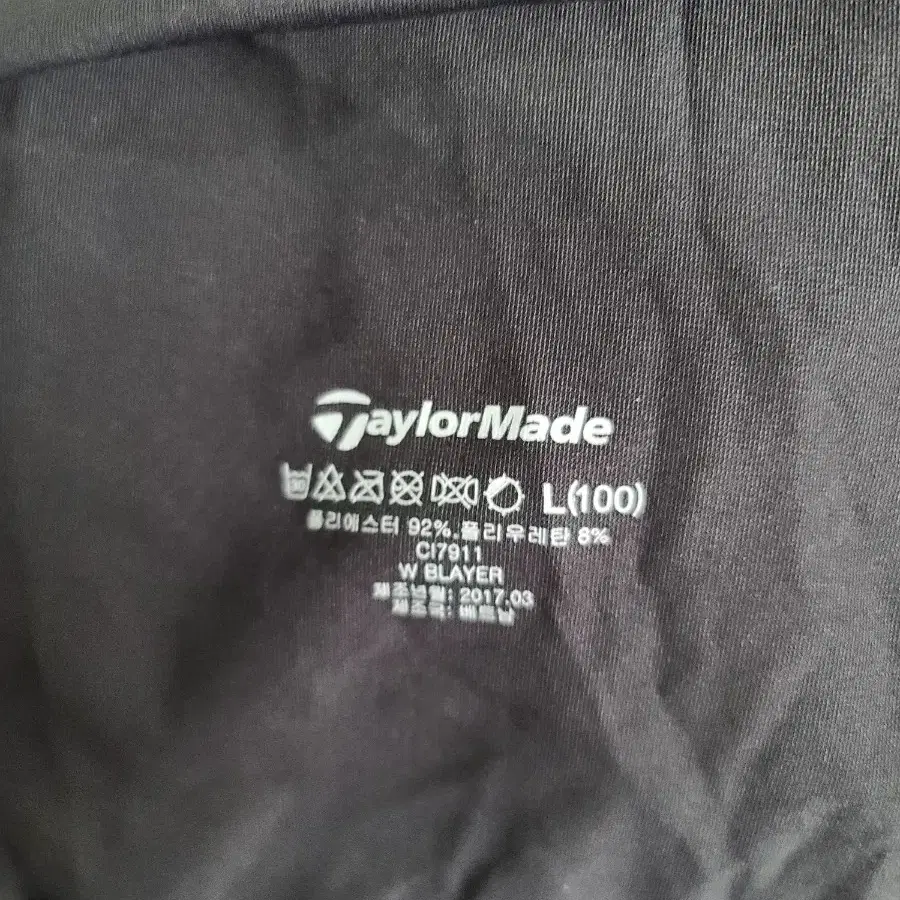 TaylorMade
30 L(100)
폴리에스터 92%.폴리우레탄 8%
CI7911
W BLAYER
제조년월: 2017.03
제조국: 베트남